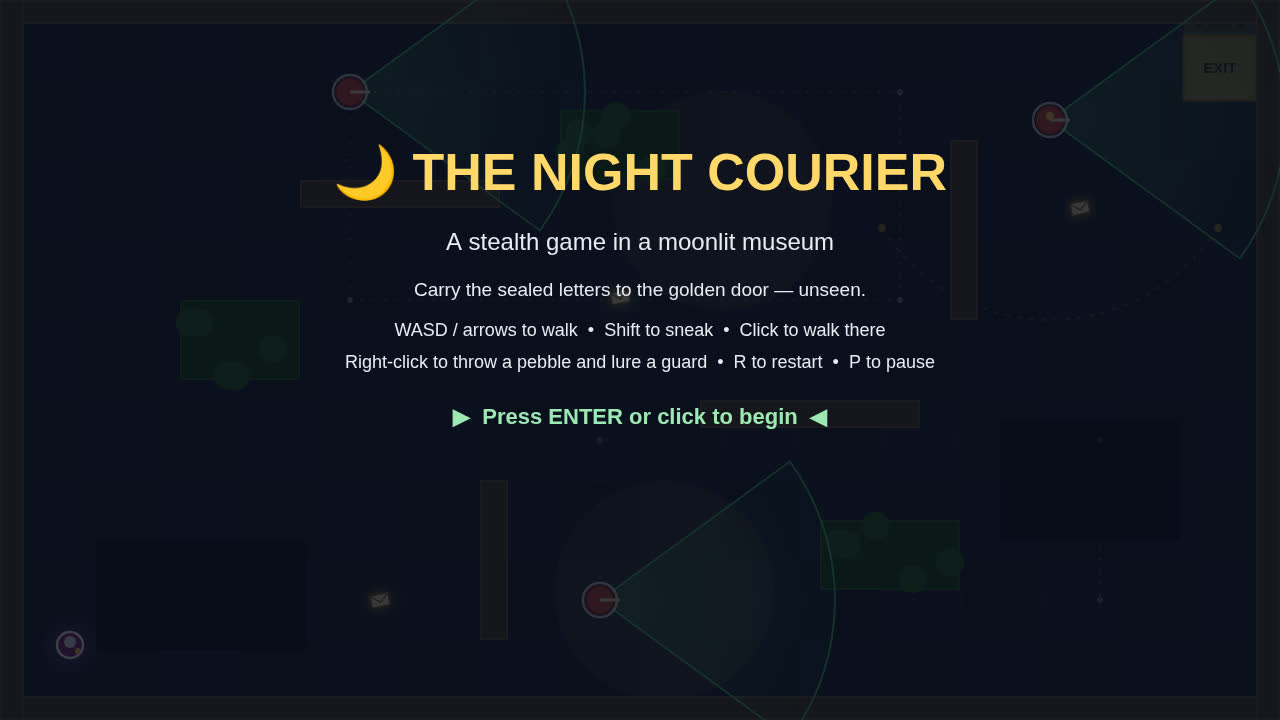 EXIT
🌙 THE NIGHT COURIER
A stealth game in a moonlit museum
Carry the sealed letters to the golden door — unseen.
WASD / arrows to walk • Shift to sneak • Click to walk there
Right-click to throw a pebble and lure a guard • R to restart • P to pause
▶ Press ENTER or click to begin ◀